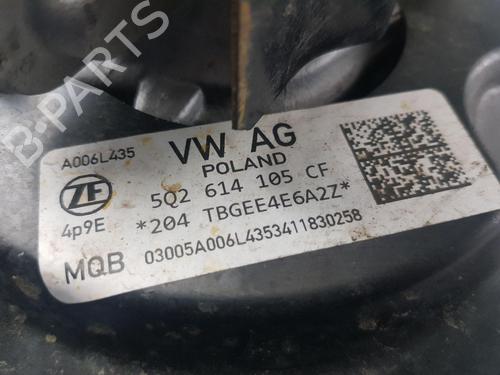 B-PARTS
A006L435
VW AG
POLAND
ZF
5Q2 614 105 CF
4p9E
*204 TBGEE4E6A2Z*
MQB 03005A006L4353411830258